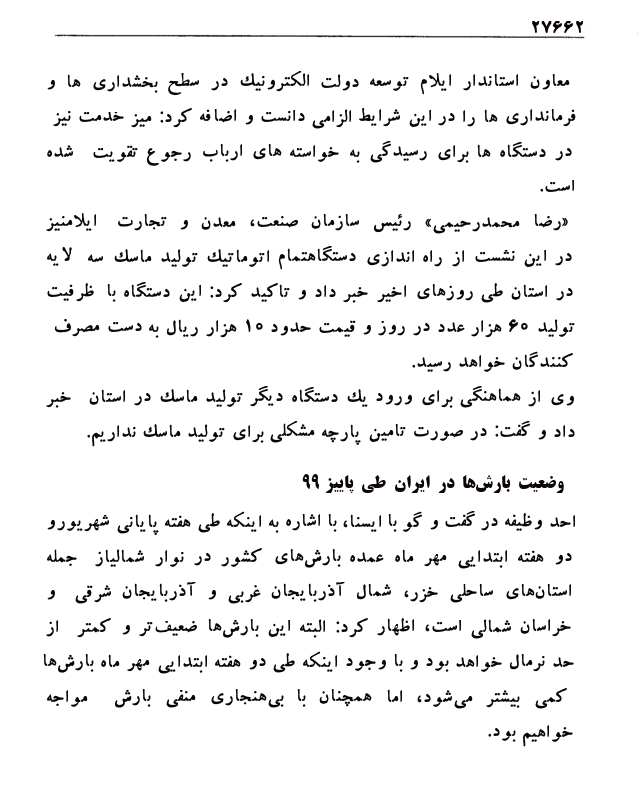 ۲۷۶۶۲
معاون استاندار ایلام توسعه دولت الکترونیك در سطح بخشداری ها و
فرمانداری ها را در این شرایط الزامی دانست و اضافه کرد: میز خدمت نیز
در دستگاه ها برای رسیدگی به خواسته های ارباب رجوع تقویت شده
است.
«رضا محمدرحیمی» رئیس سازمان صنعت، معدن و تجارت ایلامنیز
در این نشست از راه اندازی دستگاهتمام اتوماتیك تولید ماسك سه لایه
در استان طی روزهای اخیر خبر داد و تاکید کرد: این دستگاه با ظرفیت
تولید ۶۰ هزار عدد در روز و قیمت حدود ۱۰ هزار ریال به دست مصرف
کنندگان خواهد رسید.
وی از هماهنگی برای ورود یك دستگاه دیگر تولید ماسك در استان خبر
داد و گفت: در صورت تامین پارچه مشکلی برای تولید ماسك نداریم.
وضعیت بارش‌ها در ایران طی پاییز ۹۹
احد وظیفه در گفت و گو با ایسنا، با اشاره به اینکه طی هفته پایانی شهریورو
دو هفته ابتدایی مهر ماه عمده بارش‌های کشور در نوار شمالیاز جمله
استان‌های ساحلی خزر، شمال آذربایجان غربی و آذربایجان شرقی و
خراسان شمالی است، اظهار کرد: البته این بارش‌ها ضعیف‌تر و کمتر از
حد نرمال خواهد بود و با وجود اینکه طی دو هفته ابتدایی مهر ماه بارش‌ها
کمی بیشتر می‌شود، اما همچنان با بی‌هنجاری منفی بارش مواجه
خواهیم بود.